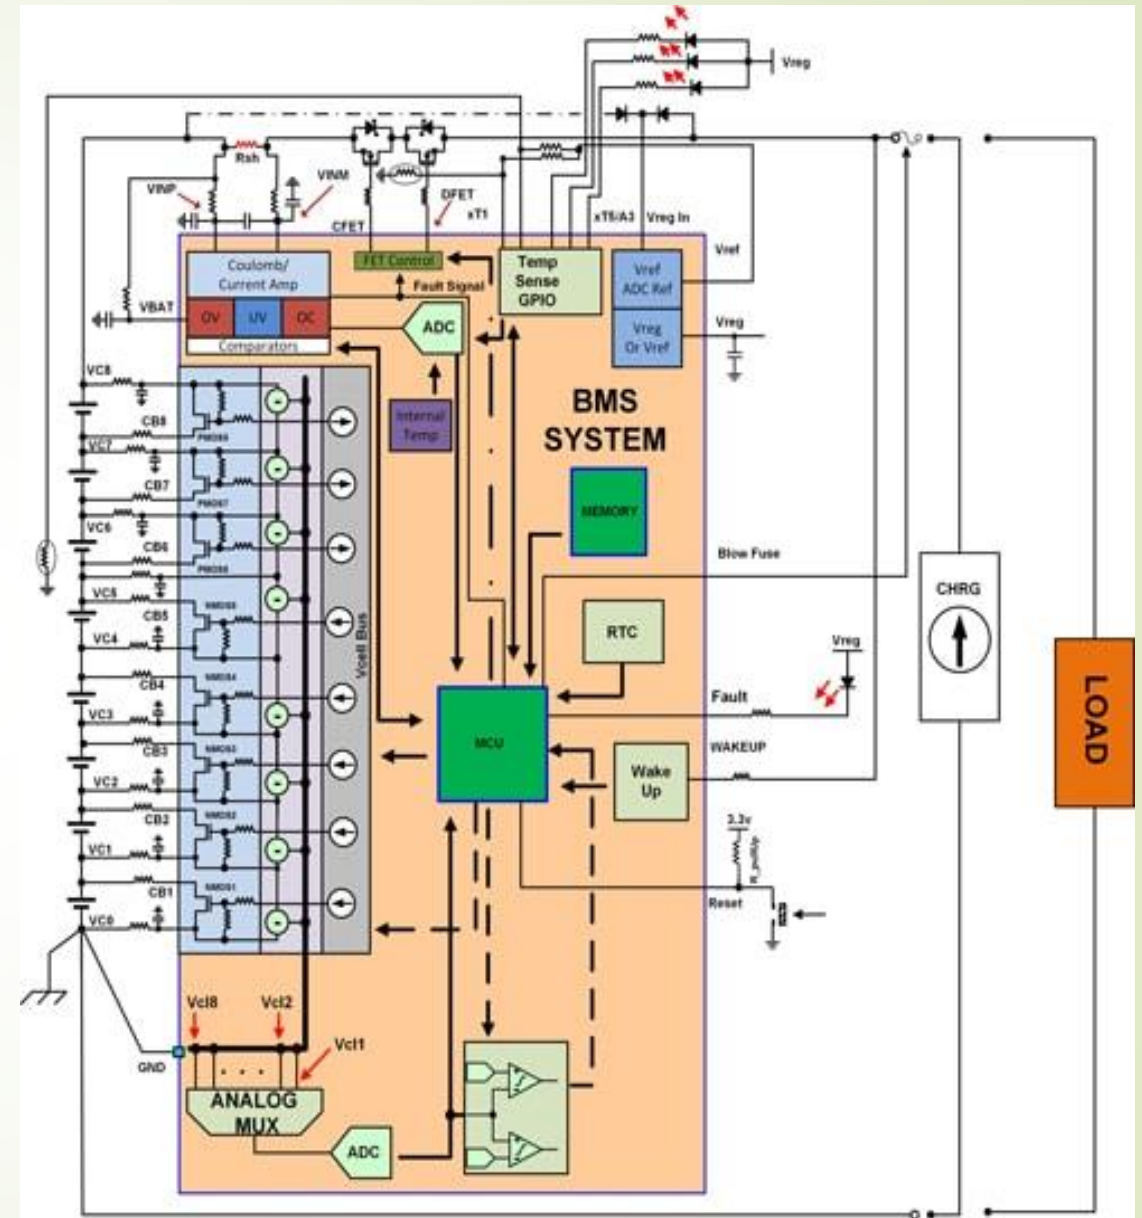 Vreg
Rsh
VINP
VINM
DFET
xT1
CFET
xT5/A3
Vreg In
Vref
Coulomb/
Current Amp
FET Control
Fault Signal
Temp
Sense
GPIO
Vref
ADC Ref
VBAT
OV
UV
OC
ADC
Vreg
Or Vref
Vreg
Comparators
VC8
Internal
Temp
BMS
SYSTEM
CB8
VC7
CB7
MEMORY
VC6
CB6
Blow Fuse
CHRG
VC5
CB5
RTC
VC4
Vcell Bus
Vreg
CB4
LOAD
VC3
Fault
MCU
CB3
WAKEUP
VC2
Wake
Up
CB2
3.3v
VC1
R_pullUp
CB1
Reset
VC0
Vcl8
Vcl2
Vcl1
GND
. . .
ANALOG
MUX
ADC